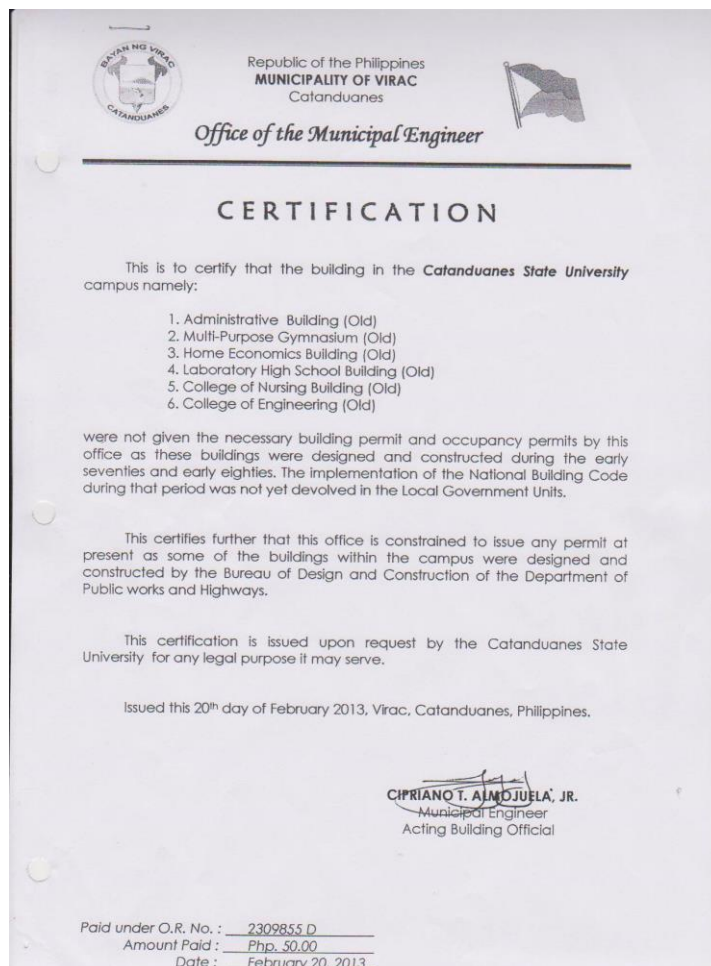 BAYAN NG VIRAC
CATANDUANES
Republic of the Philippines
MUNICIPALITY OF VIRAC
Catanduanes
Office of the Municipal Engineer
CERTIFICATION
This is to certify that the building in the Catanduanes State University
campus namely:
1. Administrative Building (Old)
2. Multi-Purpose Gymnasium (Old)
3. Home Economics Building (Old)
4. Laboratory High School Building (Old)
5. College of Nursing Building (Old)
6. College of Engineering (Old)
were not given the necessary building permit and occupancy permits by this
office as these buildings were designed and constructed during the early
seventies and early eighties. The implementation of the National Building Code
during that period was not yet devolved in the Local Government Units.
This certifies further that this office is constrained to issue any permit at
present as some of the buildings within the campus were designed and
constructed by the Bureau of Design and Construction of the Department of
Public works and Highways.
This certification is issued upon request by the Catanduanes State
University for any legal purpose it may serve.
Issued this 20th day of February 2013, Virac, Catanduanes, Philippines.
CIPRIANO T. ALMOJUELA, JR.
Municipal Engineer
Acting Building Official
Paid under O.R. No. : 2309855 D
Amount Paid : Php. 50.00
Date : February 20, 2013